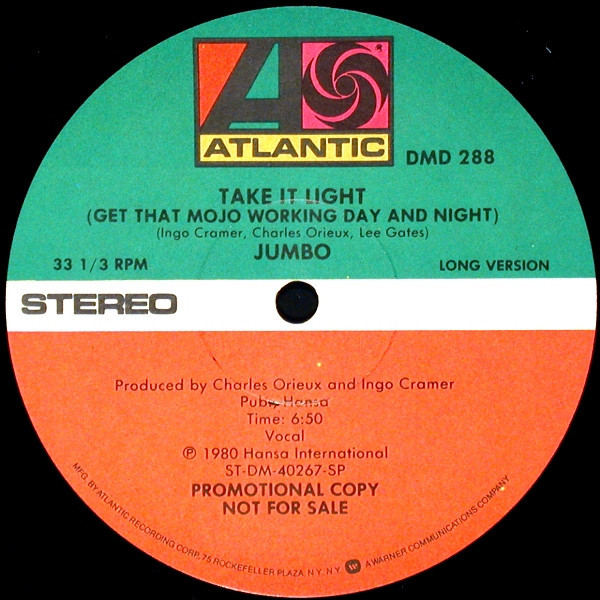 ATLANTIC
DMD 288
TAKE IT LIGHT
(GET THAT MOJO WORKING DAY AND NIGHT)
(Ingo Cramer, Charles Orieux, Lee Gates)
JUMBO
33 1/3 RPM
LONG VERSION
STEREO
Produced by Charles Orieux and Ingo Cramer
Pub., Hansa
Time: 6:50
Vocal
℗ 1980 Hansa International
ST-DM-40267-SP
PROMOTIONAL COPY
NOT FOR SALE
MFG. BY ATLANTIC RECORDING CORP., 75 ROCKEFELLER PLAZA, N.Y., N.Y. W A WARNER COMMUNICATIONS COMPANY